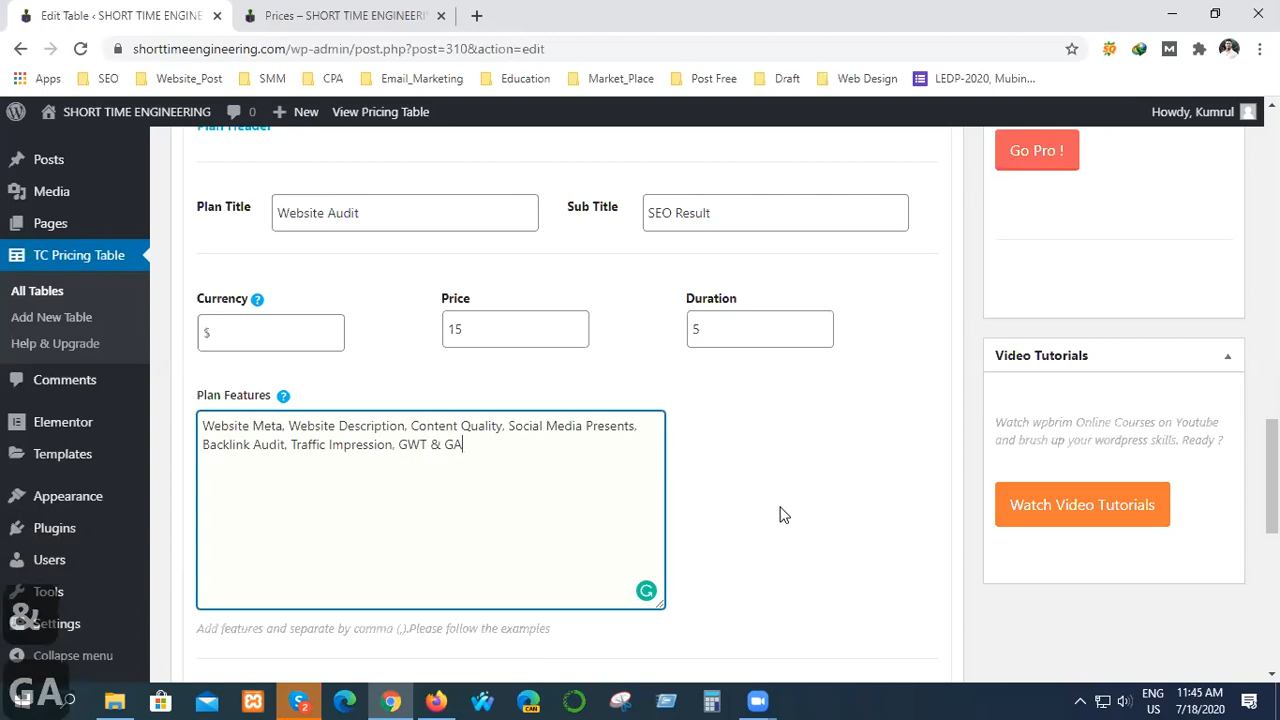 Edit Table ‹ SHORT TIME ENGINE
Prices – SHORT TIME ENGINEERI
shorttimeengineering.com/wp-admin/post.php?post=310&action=edit
Apps
SEO
Website_Post
SMM
CPA
Email_Marketing
Education
Market_Place
Post Free
Draft
Web Design
LEDP-2020, Mubin...
SHORT TIME ENGINEERING
0
New
View Pricing Table
Howdy, Kumrul
Posts
Media
Pages
TC Pricing Table
All Tables
Add New Table
Help & Upgrade
Comments
Elementor
Templates
Appearance
Plugins
Users
Tools
Settings
Collapse menu
&
GA
Plan Header
Plan Title
Website Audit
Sub Title
SEO Result
Currency ?
Price
Duration
$
15
5
Plan Features ?
Website Meta, Website Description, Content Quality, Social Media Presents,
Backlink Audit, Traffic Impression, GWT & GA
Add features and separate by comma (,).Please follow the examples
Go Pro !
Video Tutorials
Watch wpbrim Online Courses on Youtube
and brush up your wordpress skills. Ready ?
Watch Video Tutorials
2
CAN
ENG
US
11:45 AM
7/18/2020